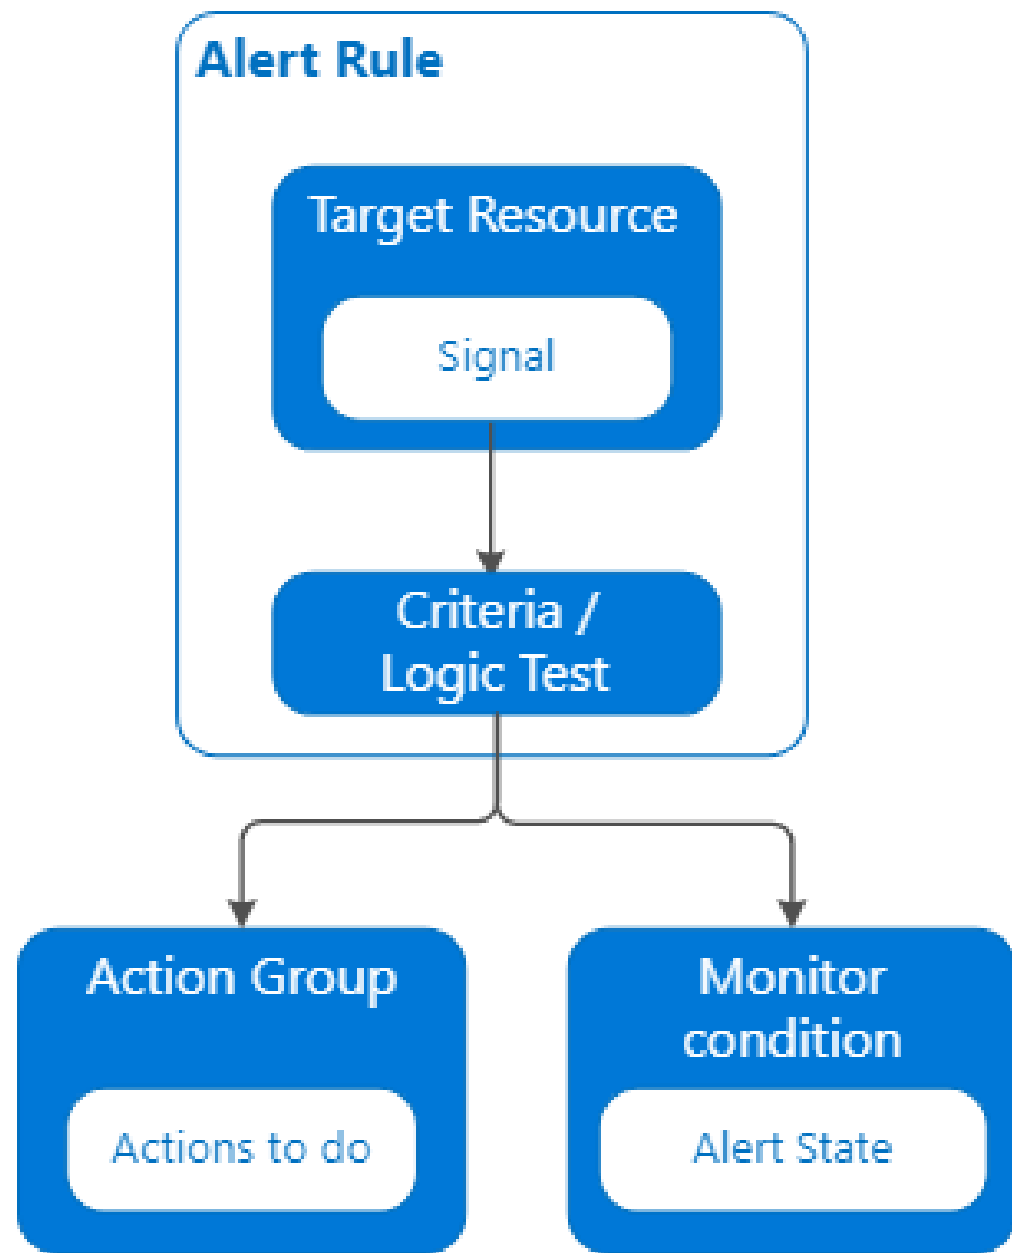 Alert Rule
Target Resource
Signal
Criteria /
Logic Test
Action Group
Actions to do
Monitor
condition
Alert State